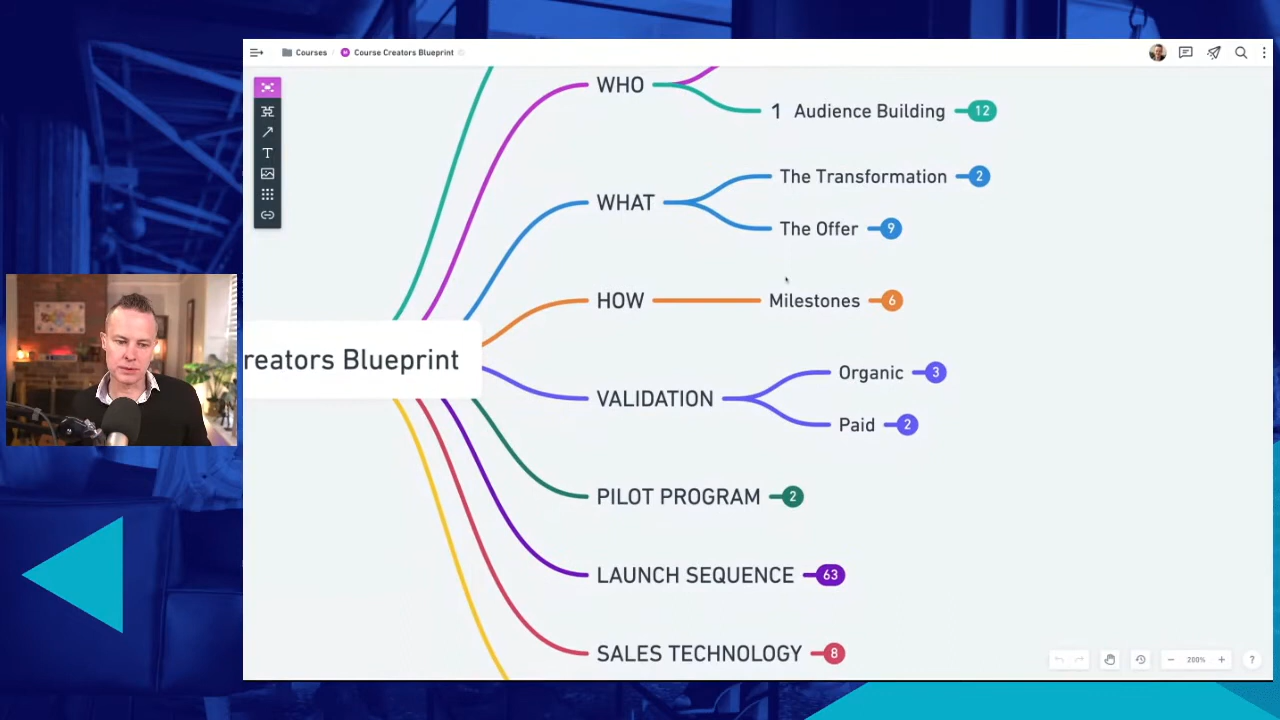 Courses / Course Creators Blueprint
WHO
1 Audience Building 12
T
WHAT
The Transformation 2
The Offer 9
HOW
Milestones 6
reators Blueprint
VALIDATION
Organic 3
Paid 2
PILOT PROGRAM 2
LAUNCH SEQUENCE 63
SALES TECHNOLOGY 8
− 200% + ?